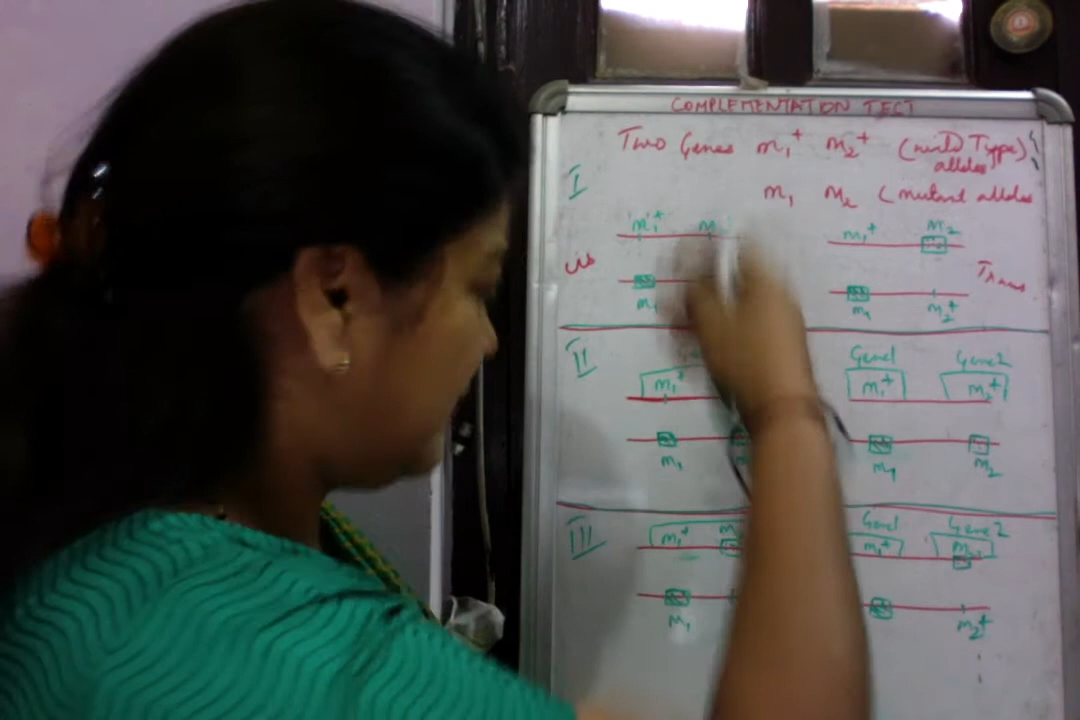 COMPLEMENTATION TEST
Two Genes m₁⁺ m₂⁺ (wild Type)
alleles
I
m₁ m₂ (mutant alleles
m₁⁺ m m₁⁺ m₂
cis Trans
m₁ m₁ m₂⁺
II
Gene1 Gene2
m₁⁺ m₁⁺ m₂⁺
m₁ m₁ m₂
III
Gene1 Gene2
m₁⁺ m m₁⁺ m₂
m₁ m₂⁺